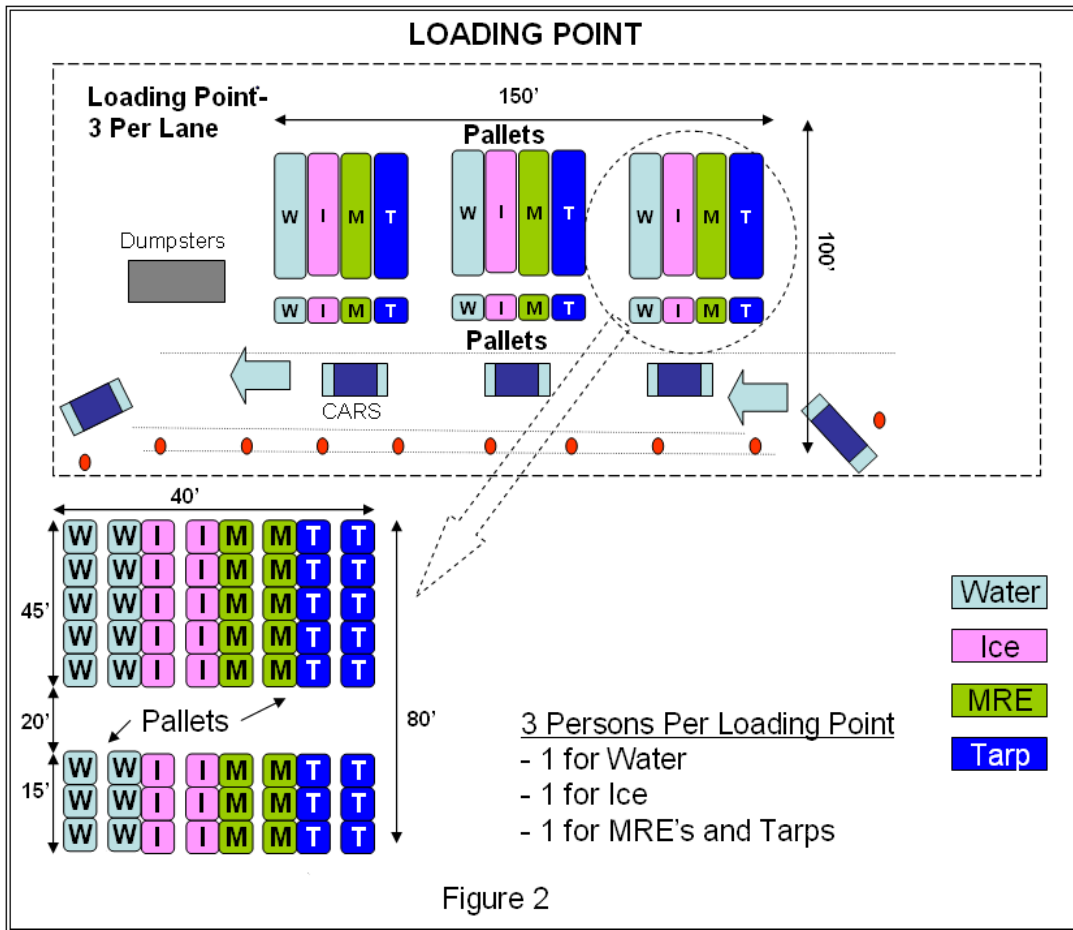 LOADING POINT
Loading Point-
3 Per Lane
150’
Pallets
W I M T W I M T W I M T
100’
Dumpsters
W I M T W I M T W I M T
Pallets
CARS
40’
W W I I M M T T
W W I I M M T T
W W I I M M T T
W W I I M M T T
W W I I M M T T
45’
20’
Pallets
80’
15’
W W I I M M T T
W W I I M M T T
W W I I M M T T
3 Persons Per Loading Point
- 1 for Water
- 1 for Ice
- 1 for MRE’s and Tarps
Water
Ice
MRE
Tarp
Figure 2